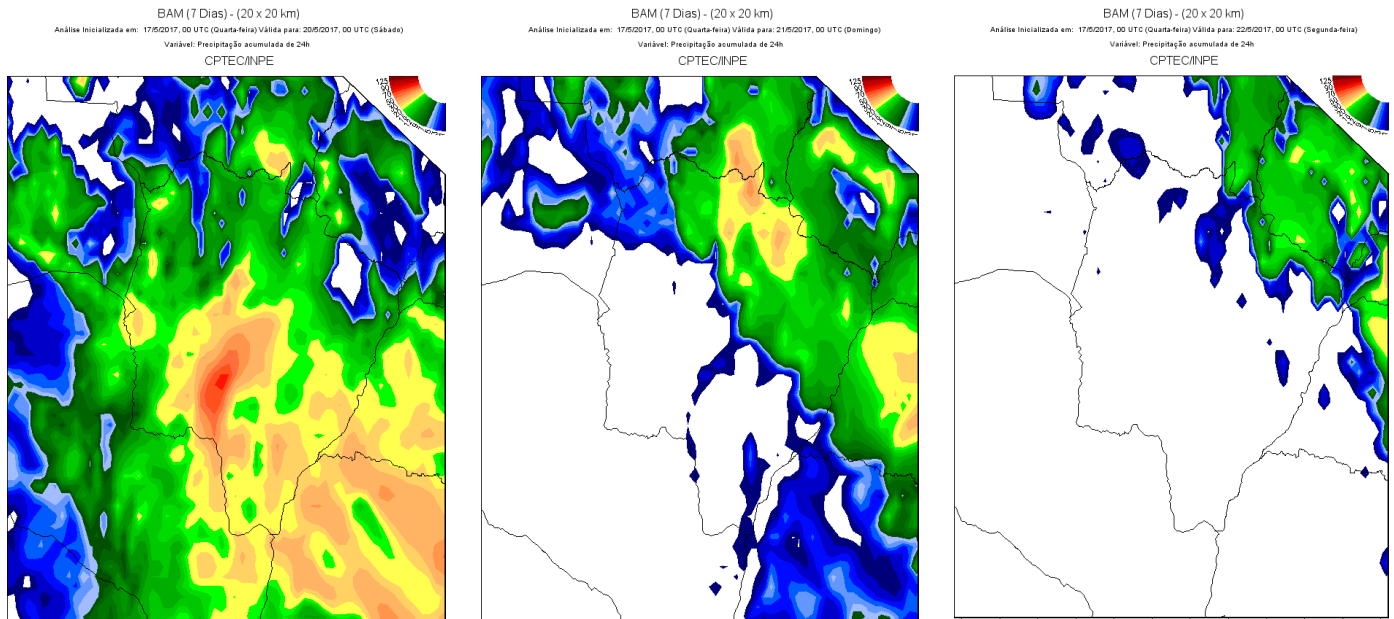 BAM (7 Dias) - (20 x 20 km)
Análise Inicializada em: 17/5/2017, 00 UTC (Quarta-feira) Válida para: 20/5/2017, 00 UTC (Sábado)
Variável: Precipitação acumulada de 24h
CPTEC/INPE
BAM (7 Dias) - (20 x 20 km)
Análise Inicializada em: 17/5/2017, 00 UTC (Quarta-feira) Válida para: 21/5/2017, 00 UTC (Domingo)
Variável: Precipitação acumulada de 24h
CPTEC/INPE
BAM (7 Dias) - (20 x 20 km)
Análise Inicializada em: 17/5/2017, 00 UTC (Quarta-feira) Válida para: 22/5/2017, 00 UTC (Segunda-feira)
Variável: Precipitação acumulada de 24h
CPTEC/INPE